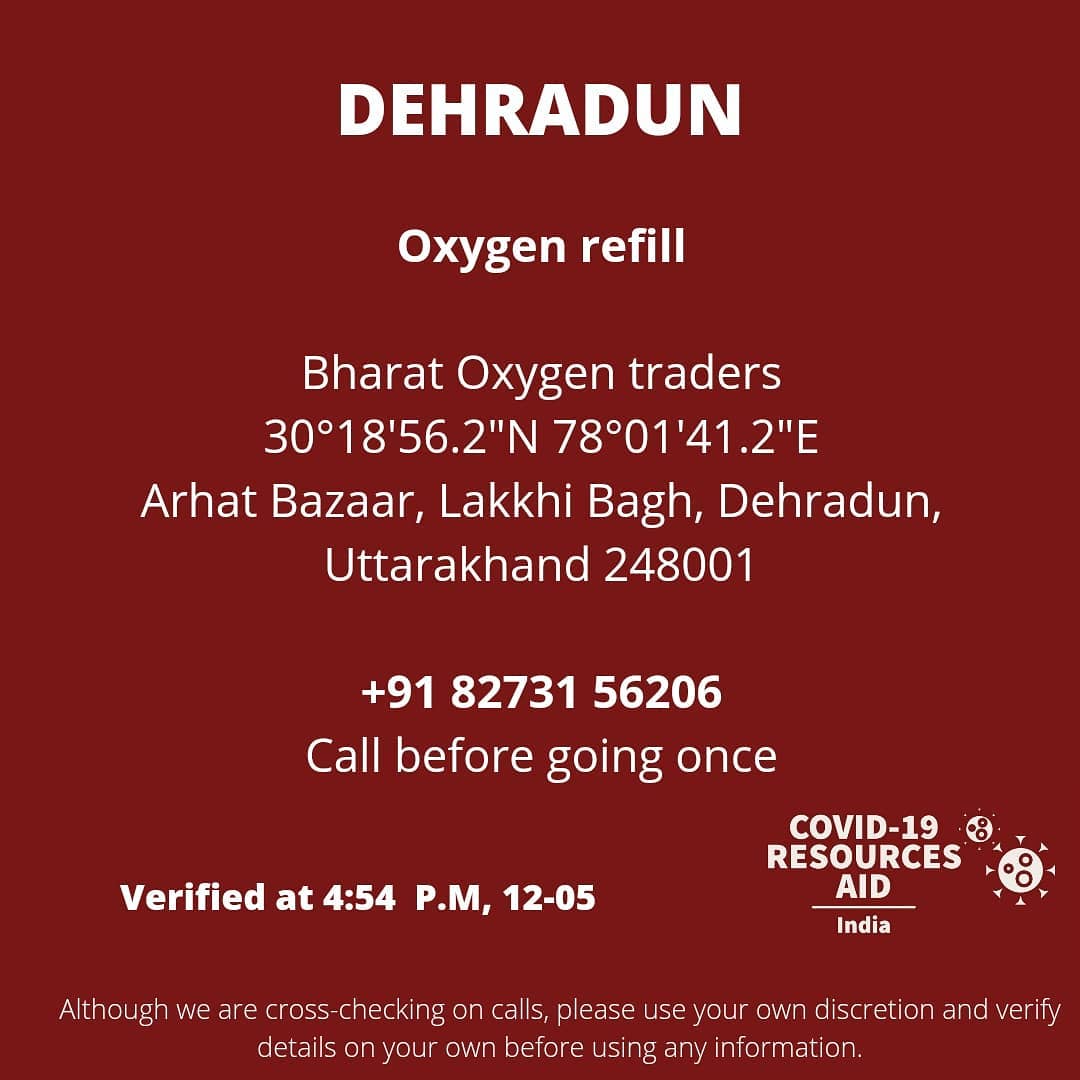 DEHRADUN
Oxygen refill
Bharat Oxygen traders
30°18'56.2"N 78°01'41.2"E
Arhat Bazaar, Lakkhi Bagh, Dehradun,
Uttarakhand 248001
+91 82731 56206
Call before going once
COVID-19
RESOURCES
AID
India
Verified at 4:54  P.M, 12-05
Although we are cross-checking on calls, please use your own discretion and verify
details on your own before using any information.